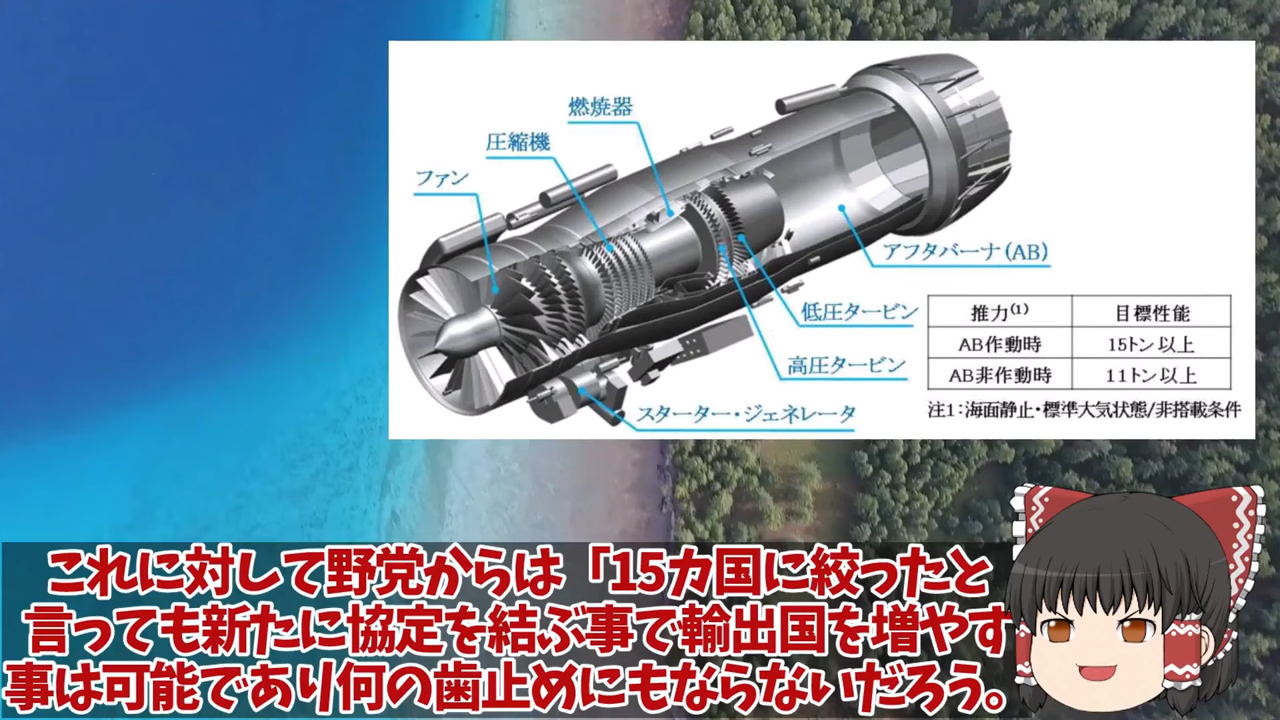 燃焼器
圧縮機
ファン
アフタバーナ(AB)
低圧タービン
高圧タービン
スターター・ジェネレータ
推力(1) 目標性能
AB作動時 15トン以上
AB非作動時 11トン以上
注1:海面静止・標準大気状態/非搭載条件
これに対して野党からは「15カ国に絞ったと
言っても新たに協定を結ぶ事で輸出国を増やす
事は可能であり何の歯止めにもならないだろう。